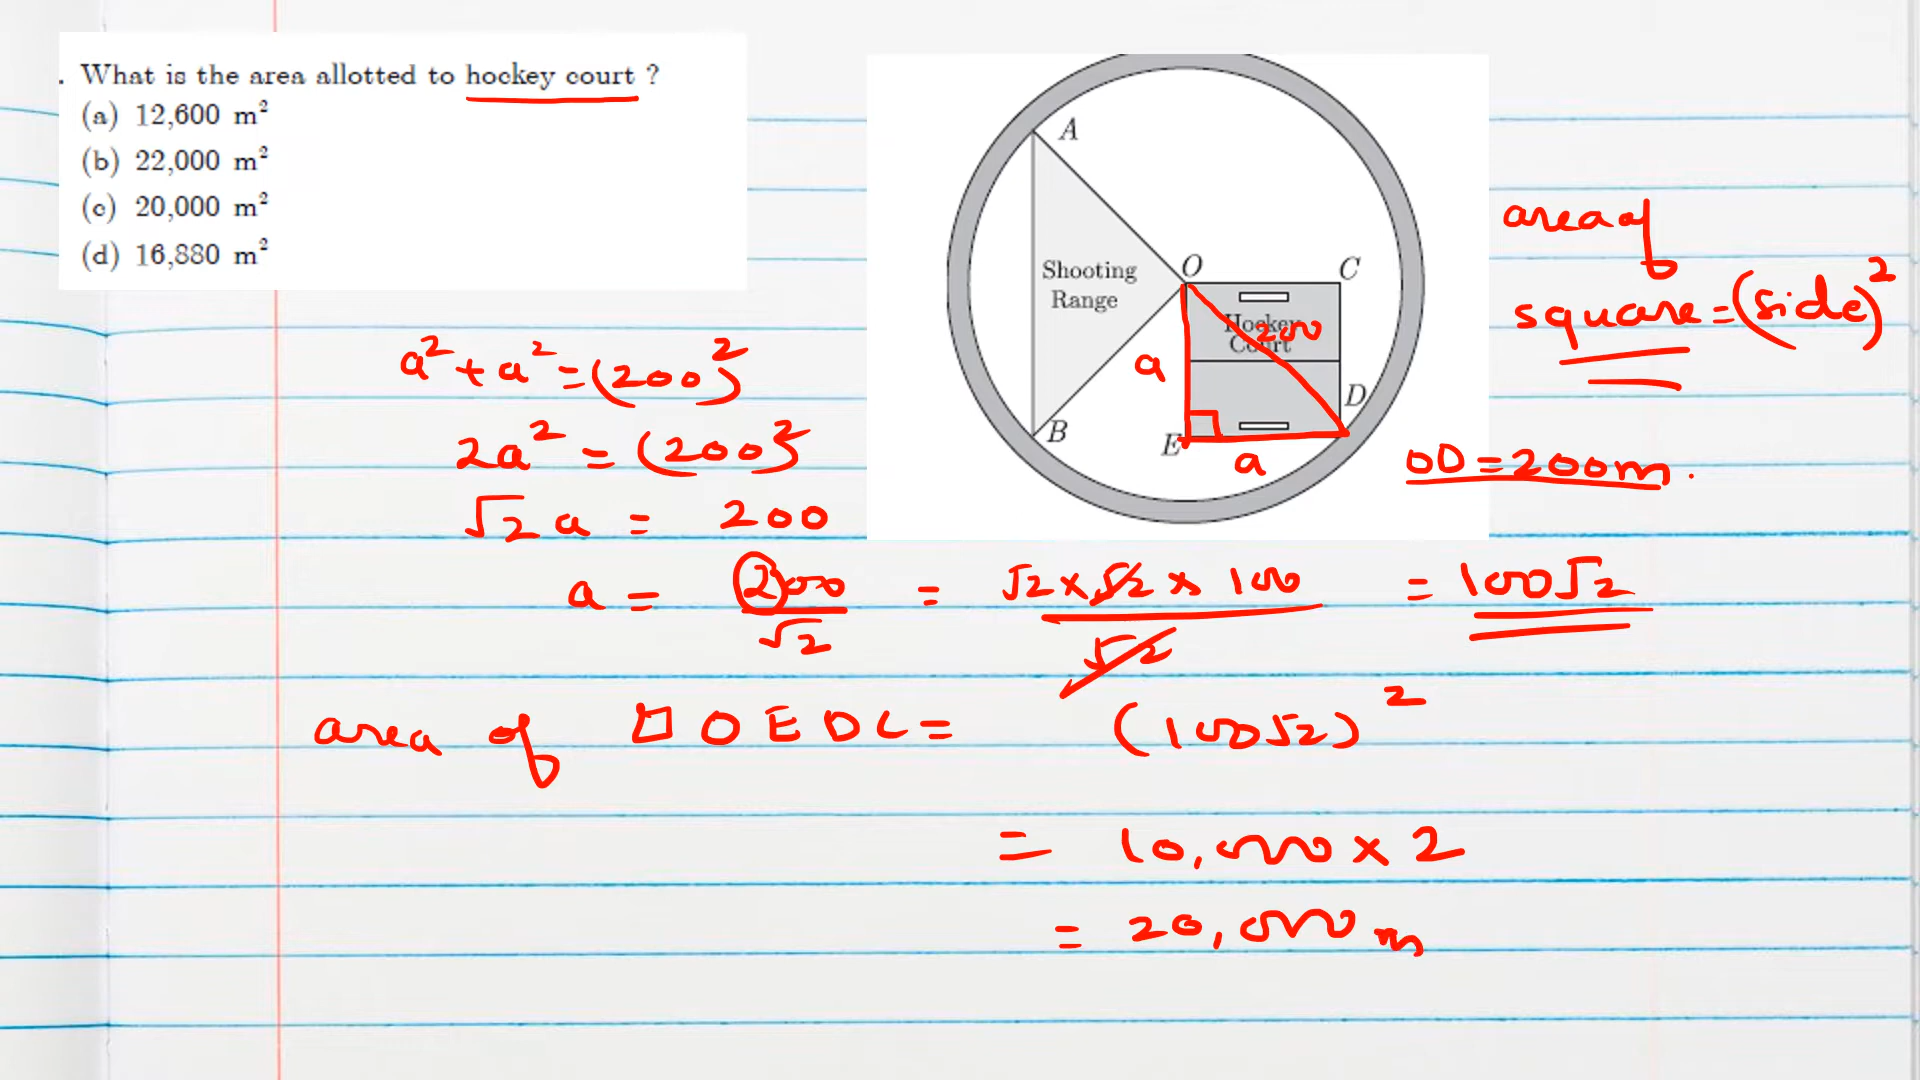 . What is the area allotted to hockey court ?
(a) 12,600 m²
(b) 22,000 m²
(c) 20,000 m²
(d) 16,880 m²
A
Shooting
Range
O
C
Hockey
Court
200
a
D
B
E
a
area of
square = (side)²
OD = 200m.
a² + a² = (200)²
2a² = (200)²
√2 a = 200
a = 200/√2 = √2 × √2 × 100/√2 = 100√2
area of □ OEDC = (100√2)²
= 10,000 × 2
= 20,000 m